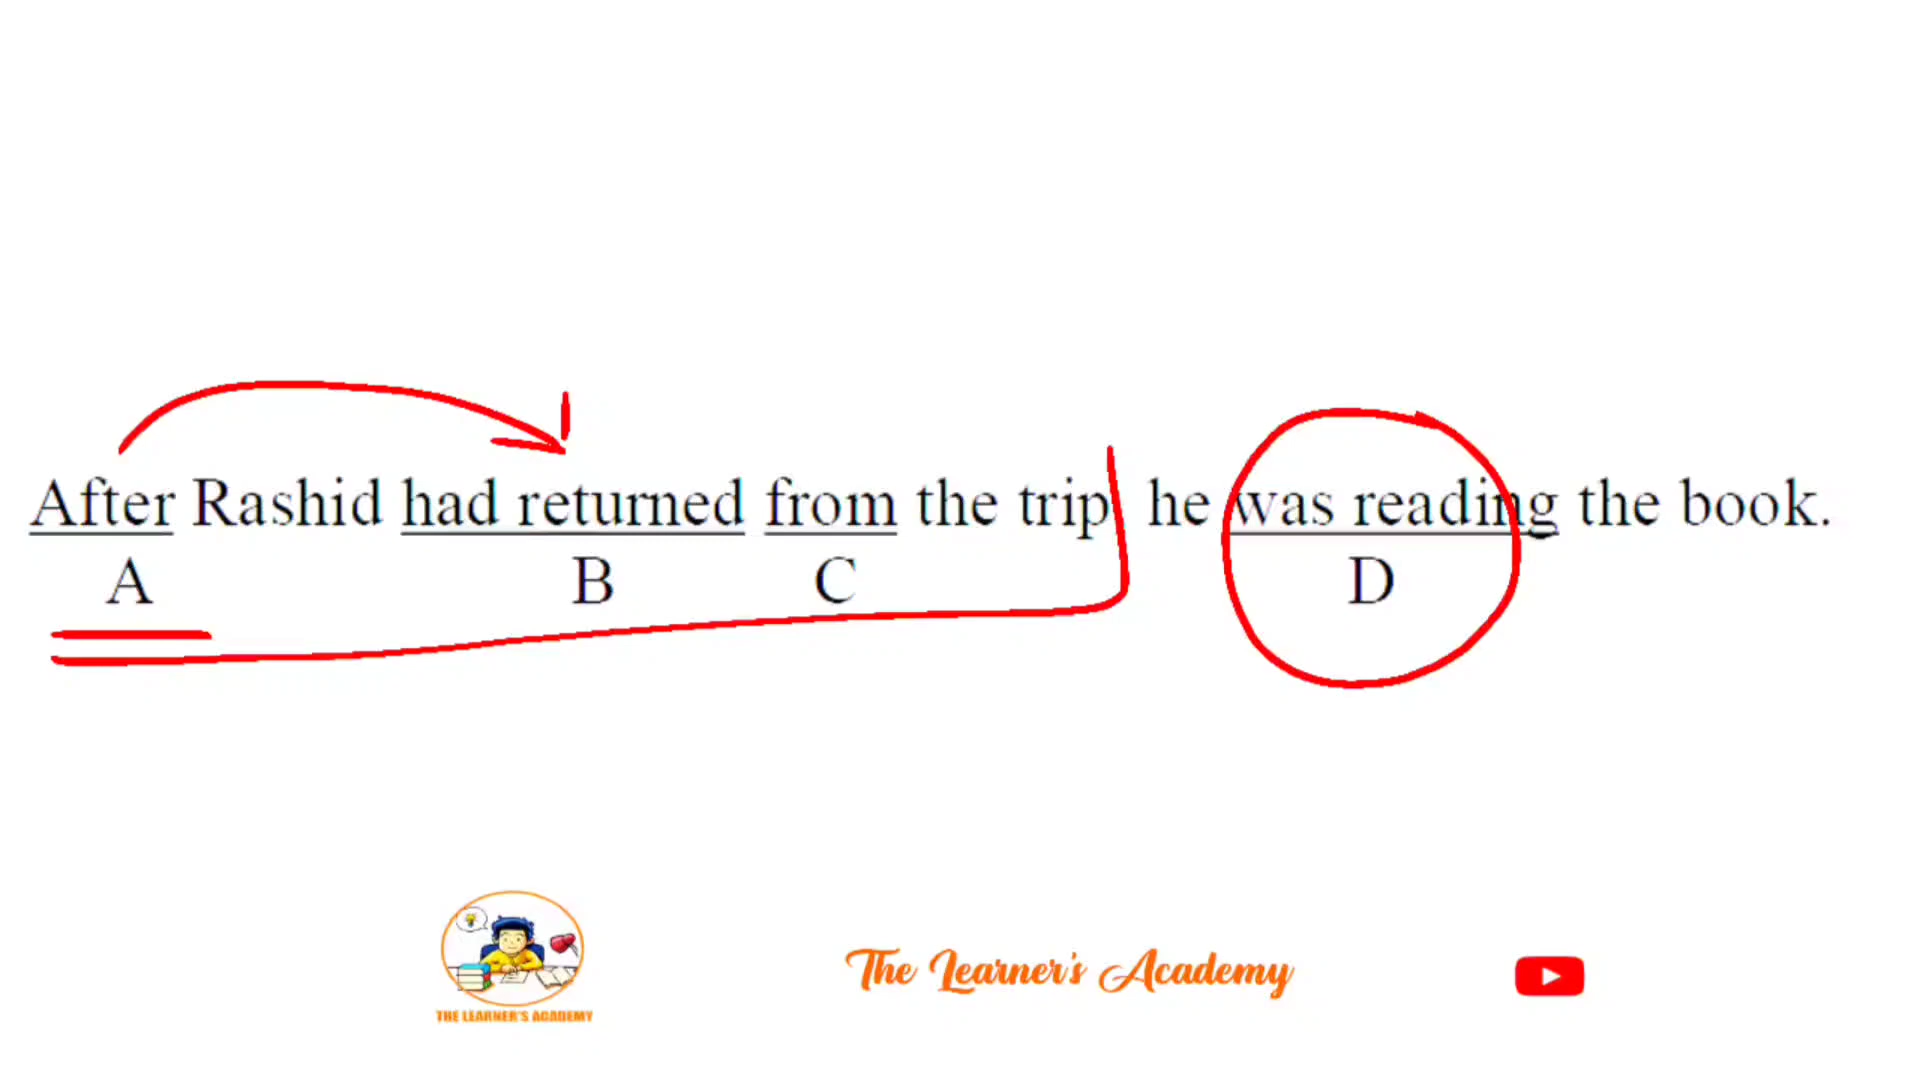 After Rashid had returned from the trip, he was reading the book.
A B C D
THE LEARNER'S ACADEMY
The Learner's Academy